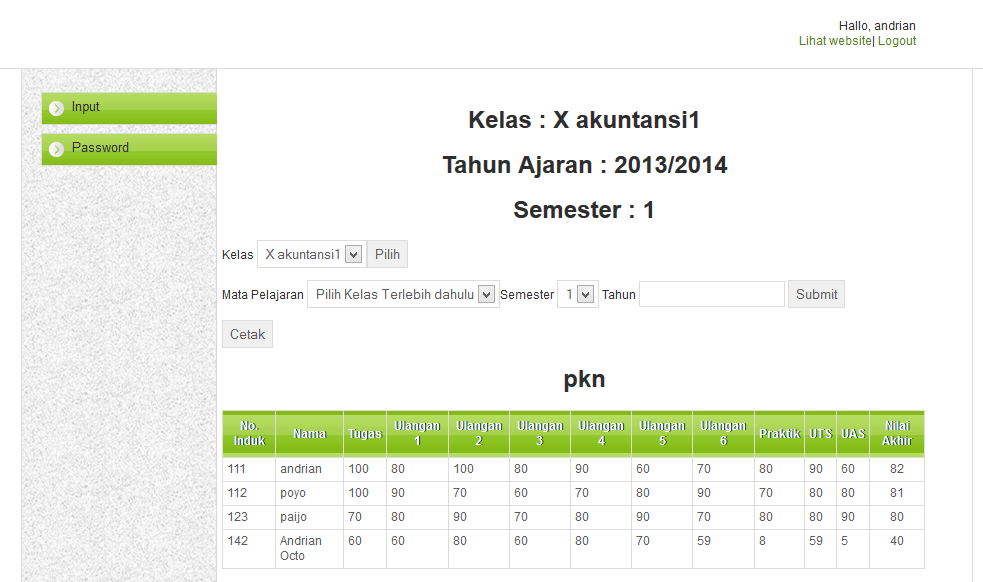 Hallo, andrian
Lihat website| Logout
Input
Password
Kelas : X akuntansi1
Tahun Ajaran : 2013/2014
Semester : 1
Kelas X akuntansi1 Pilih
Mata Pelajaran Pilih Kelas Terlebih dahulu Semester 1 Tahun Submit
Cetak
pkn
No. Induk Nama Tugas Ulangan 1 Ulangan 2 Ulangan 3 Ulangan 4 Ulangan 5 Ulangan 6 Praktik UTS UAS Nilai Akhir
111 andrian 100 80 100 80 90 60 70 80 90 60 82
112 poyo 100 90 70 60 70 80 90 70 80 80 81
123 paijo 70 80 90 70 80 90 70 80 80 90 80
142 Andrian Octo 60 60 80 60 80 70 59 8 59 5 40